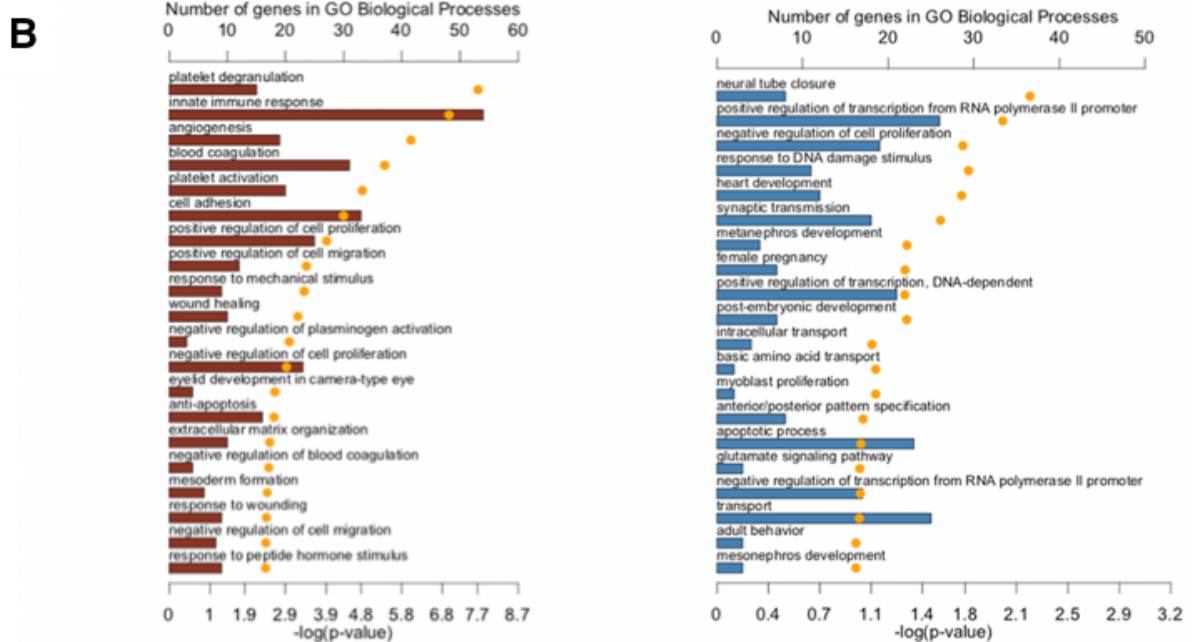 B
Number of genes in GO Biological Processes
0 10 20 30 40 50 60
platelet degranulation
innate immune response
angiogenesis
blood coagulation
platelet activation
cell adhesion
positive regulation of cell proliferation
positive regulation of cell migration
response to mechanical stimulus
wound healing
negative regulation of plasminogen activation
negative regulation of cell proliferation
eyelid development in camera-type eye
anti-apoptosis
extracellular matrix organization
negative regulation of blood coagulation
mesoderm formation
response to wounding
negative regulation of cell migration
response to peptide hormone stimulus
0 1 1.9 2.9 3.9 4.8 5.8 6.8 7.7 8.7
-log(p-value)
Number of genes in GO Biological Processes
0 10 20 30 40 50
neural tube closure
positive regulation of transcription from RNA polymerase II promoter
negative regulation of cell proliferation
response to DNA damage stimulus
heart development
synaptic transmission
metanephros development
female pregnancy
positive regulation of transcription, DNA-dependent
post-embryonic development
intracellular transport
basic amino acid transport
myoblast proliferation
anterior/posterior pattern specification
apoptotic process
glutamate signaling pathway
negative regulation of transcription from RNA polymerase II promoter
transport
adult behavior
mesonephros development
0 0.4 0.7 1.1 1.4 1.8 2.1 2.5 2.9 3.2
-log(p-value)